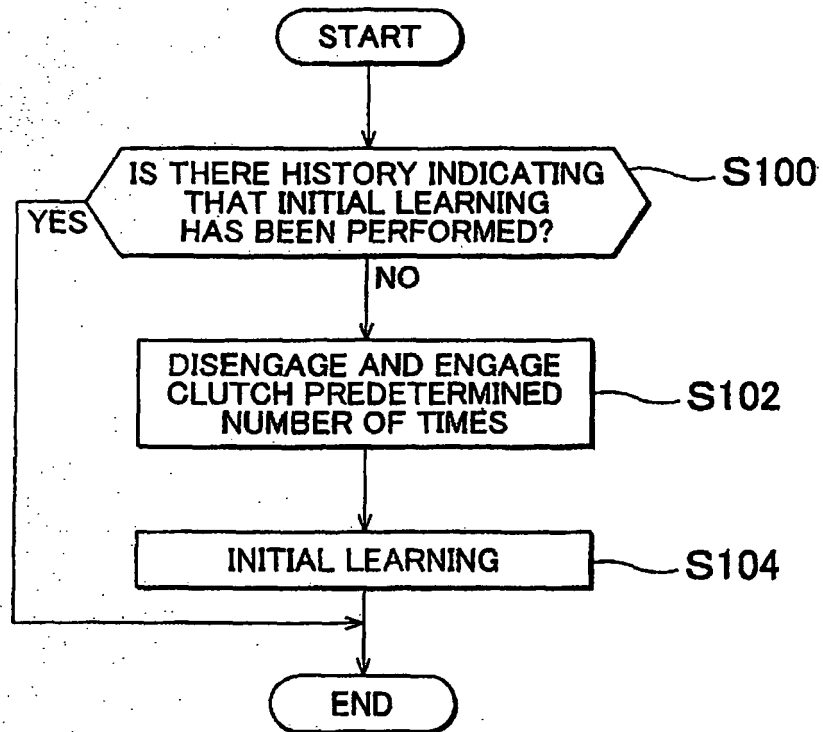 START
IS THERE HISTORY INDICATING
THAT INITIAL LEARNING
HAS BEEN PERFORMED?
S100
YES
NO
DISENGAGE AND ENGAGE
CLUTCH PREDETERMINED
NUMBER OF TIMES
S102
INITIAL LEARNING
S104
END